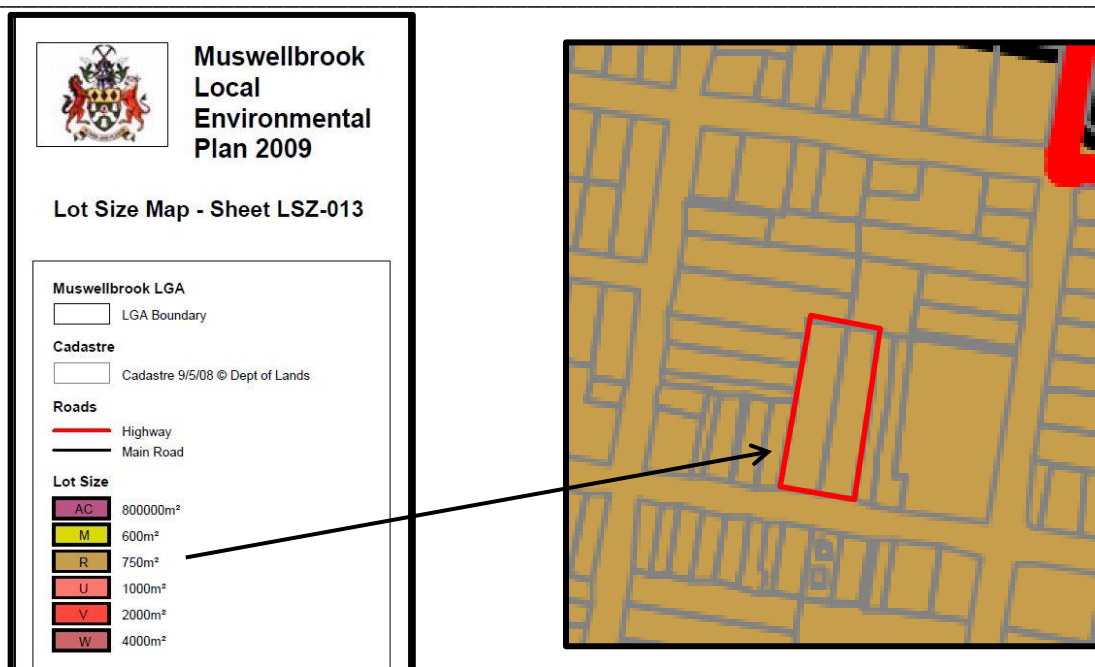 Muswellbrook
Local
Environmental
Plan 2009
Lot Size Map - Sheet LSZ-013
Muswellbrook LGA
LGA Boundary
Cadastre
Cadastre 9/5/08 © Dept of Lands
Roads
Highway
Main Road
Lot Size
AC 800000m²
M 600m²
R 750m²
U 1000m²
V 2000m²
W 4000m²